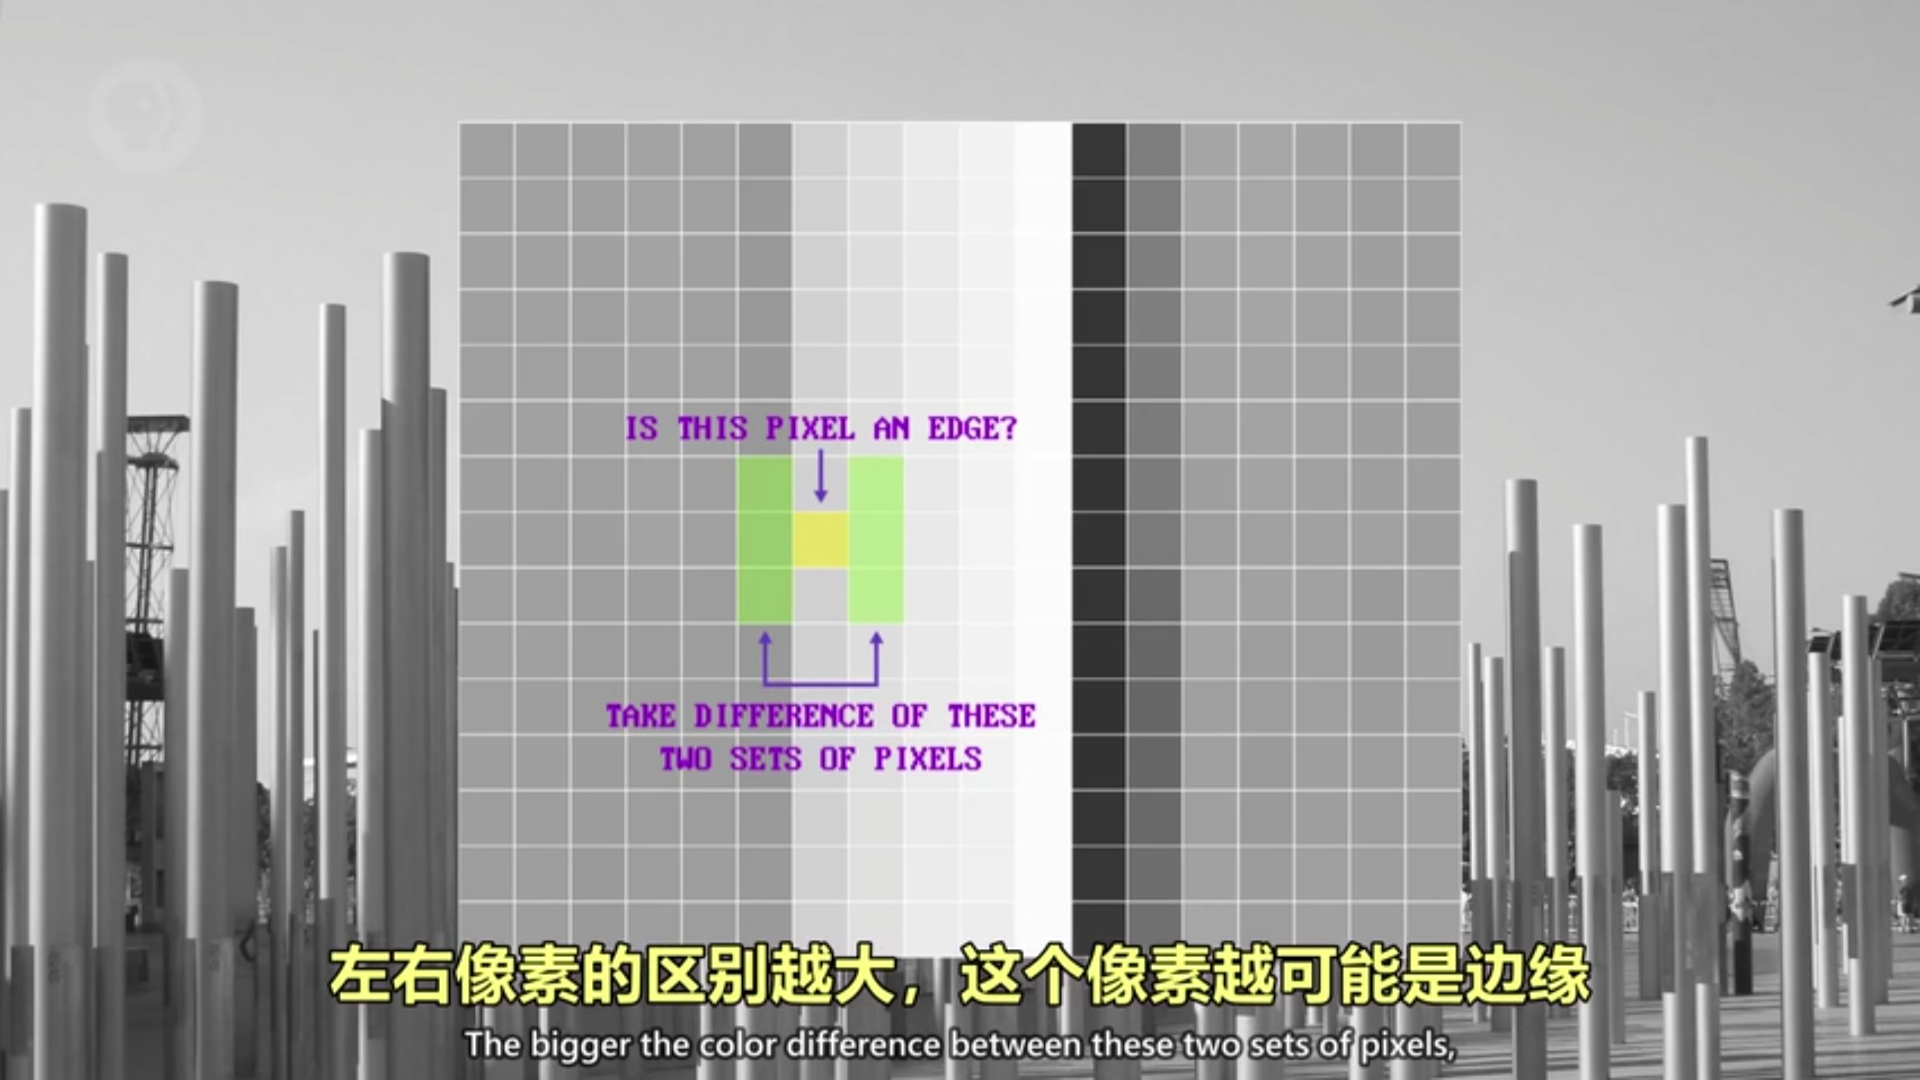 IS THIS PIXEL AN EDGE?
TAKE DIFFERENCE OF THESE
TWO SETS OF PIXELS
左右像素的区别越大，这个像素越可能是边缘
The bigger the color difference between these two sets of pixels,